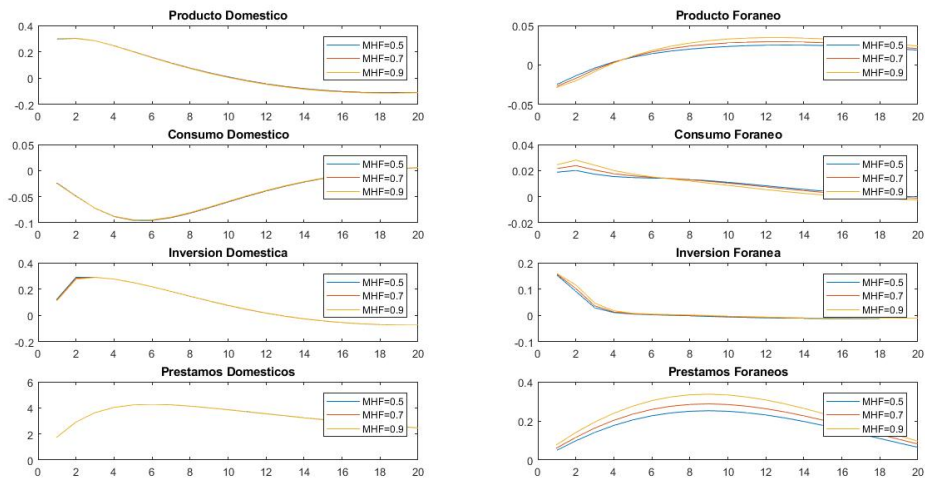 Producto Domestico
0.4
0.2
0
-0.2
0 2 4 6 8 10 12 14 16 18 20
MHF=0.5
MHF=0.7
MHF=0.9
Producto Foraneo
0.05
0
-0.05
0 2 4 6 8 10 12 14 16 18 20
MHF=0.5
MHF=0.7
MHF=0.9
Consumo Domestico
0.05
0
-0.05
-0.1
0 2 4 6 8 10 12 14 16 18 20
MHF=0.5
MHF=0.7
MHF=0.9
Consumo Foraneo
0.04
0.02
0
-0.02
0 2 4 6 8 10 12 14 16 18 20
MHF=0.5
MHF=0.7
MHF=0.9
Inversion Domestica
0.4
0.2
0
-0.2
0 2 4 6 8 10 12 14 16 18 20
MHF=0.5
MHF=0.7
MHF=0.9
Inversion Foranea
0.2
0.1
0
-0.1
0 2 4 6 8 10 12 14 16 18 20
MHF=0.5
MHF=0.7
MHF=0.9
Prestamos Domesticos
6
4
2
0
0 2 4 6 8 10 12 14 16 18 20
MHF=0.5
MHF=0.7
MHF=0.9
Prestamos Foraneos
0.4
0.2
0
0 2 4 6 8 10 12 14 16 18 20
MHF=0.5
MHF=0.7
MHF=0.9